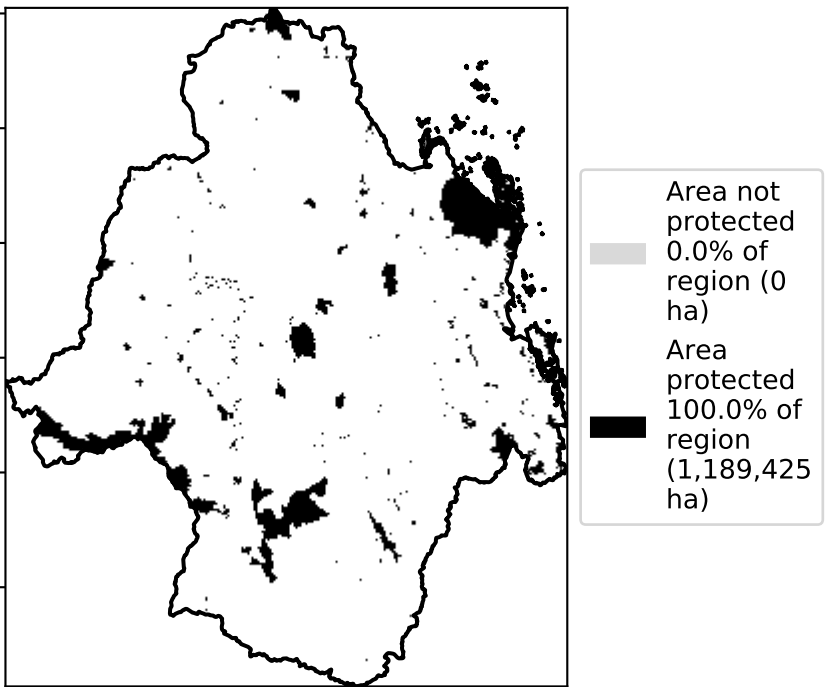 Area not
protected
0.0% of
region (0
ha)
Area
protected
100.0% of
region
(1,189,425
ha)